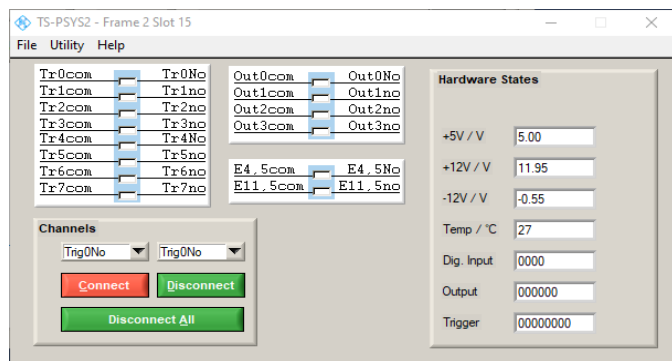 TS-PSYS2 - Frame 2 Slot 15
File Utility Help
Tr0com Tr0No
Tr1com Tr1no
Tr2com Tr2no
Tr3com Tr3no
Tr4com Tr4No
Tr5com Tr5no
Tr6com Tr6no
Tr7com Tr7no
Out0com Out0No
Out1com Out1no
Out2com Out2no
Out3com Out3no
E4,5com E4,5No
E11,5com E11,5no
Channels
Trig0No Trig0No
Connect Disconnect
Disconnect All
Hardware States
+5V / V 5.00
+12V / V 11.95
-12V / V -0.55
Temp / °C 27
Dig. Input 0000
Output 000000
Trigger 00000000